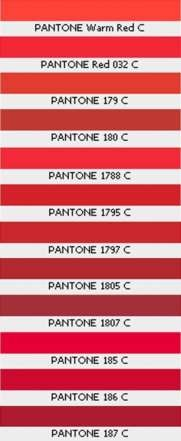 PANTONE Warm Red C
PANTONE Red 032 C
PANTONE 179 C
PANTONE 180 C
PANTONE 1788 C
PANTONE 1795 C
PANTONE 1797 C
PANTONE 1805 C
PANTONE 1807 C
PANTONE 185 C
PANTONE 186 C
PANTONE 187 C